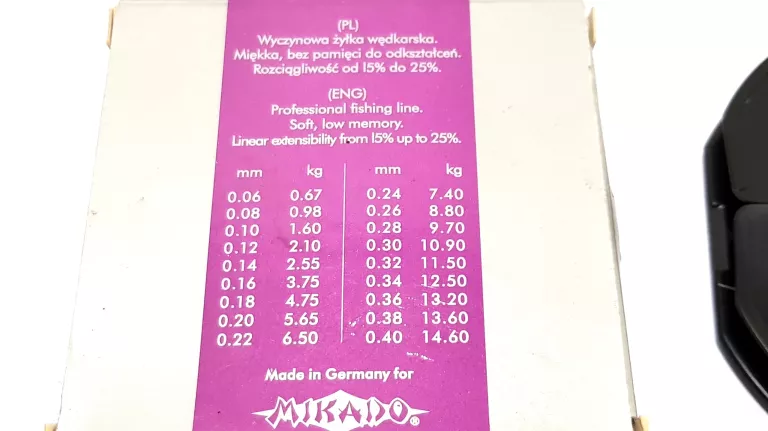 (PL)
Wyczynowa żyłka wędkarska.
Miękka, bez pamięci do odkształceń.
Rozciągliwość od 15% do 25%.
(ENG)
Professional fishing line.
Soft, low memory.
Linear extensibility from 15% up to 25%.
mm kg mm kg
0.06 0.67 0.24 7.40
0.08 0.98 0.26 8.80
0.10 1.60 0.28 9.70
0.12 2.10 0.30 10.90
0.14 2.55 0.32 11.50
0.16 3.75 0.34 12.50
0.18 4.75 0.36 13.20
0.20 5.65 0.38 13.60
0.22 6.50 0.40 14.60
Made in Germany for
MIKADO®